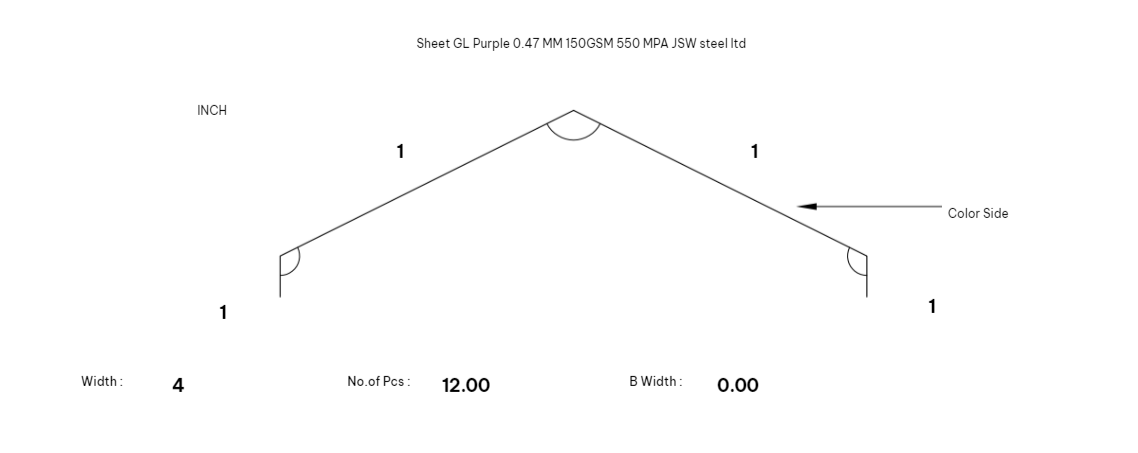 Sheet GL Purple 0.47 MM 150GSM 550 MPA JSW steel ltd
INCH
1
1
Color Side
1
1
Width : 4
No.of Pcs : 12.00
B Width : 0.00